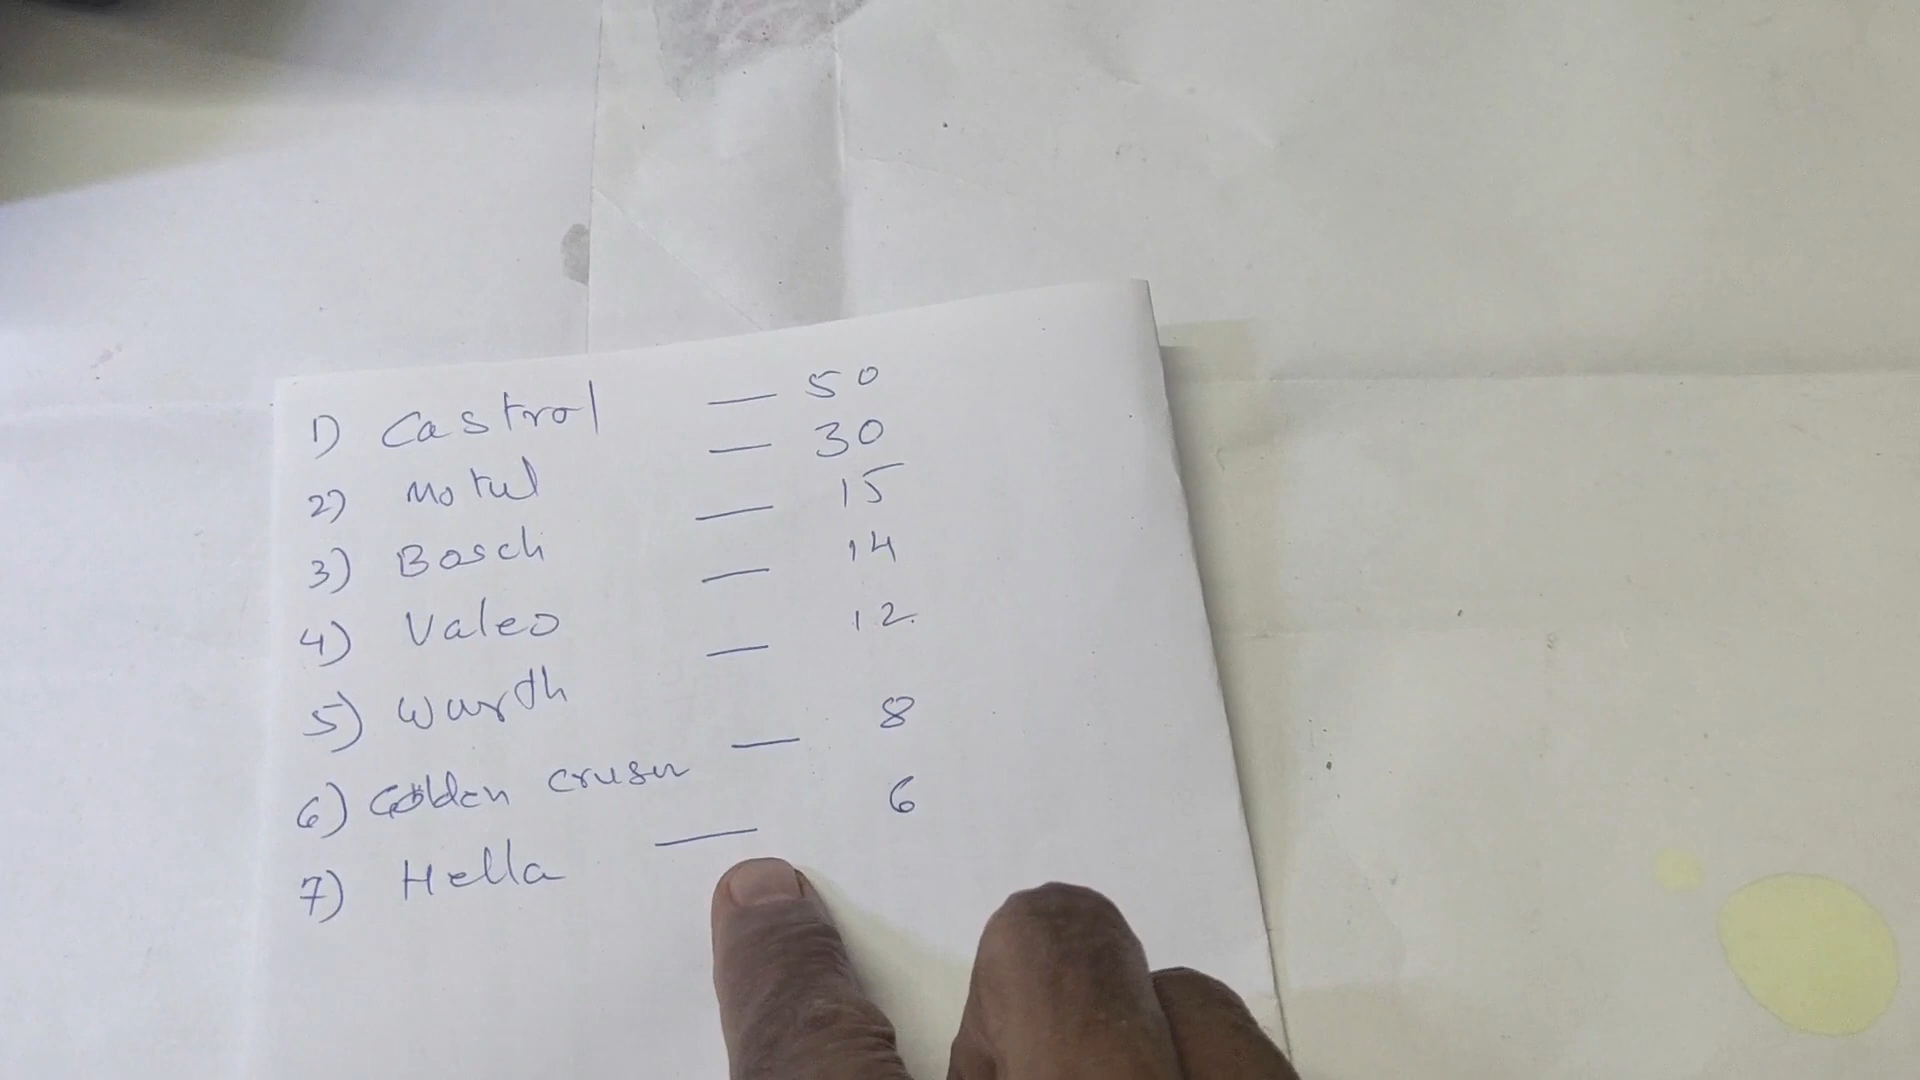 1) Castrol — 50
2) Motul — 30
3) Bosch — 15
4) Valeo — 14
5) Wurth — 12
6) Golden cruser — 8
7) Hella — 6